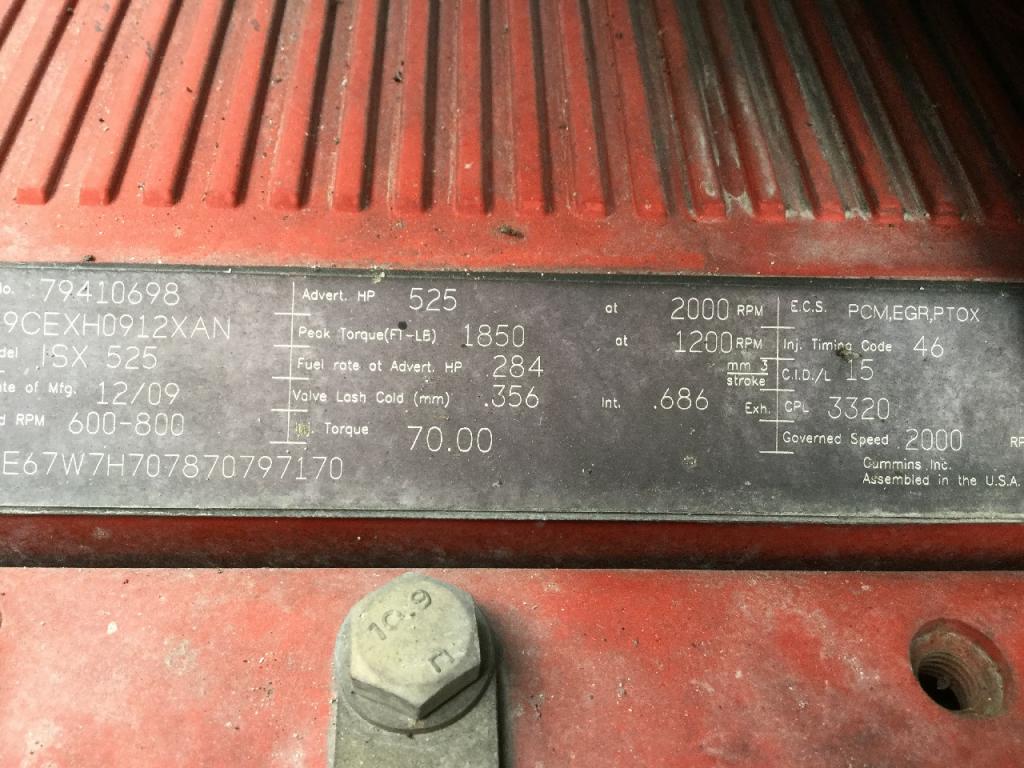 o. 79410698
9CEXH0912XAN
del ISX 525
te of Mfg. 12/09
d RPM 600-800
E67W7H707870797170
Advert. HP 525 at 2000 RPM
Peak Torque(FT-LB) 1850 at 1200 RPM
Fuel rate at Advert. HP 284 mm 3 stroke
Valve Lash Cold (mm) .356 Int. .686 Exh.
Inj. Torque 70.00
E.C.S. PCM,EGR,PTOX
Inj. Timing Code 46
C.I.D./L 15
CPL 3320
Governed Speed 2000 RP
Cummins Inc.
Assembled in the U.S.A.
10.9